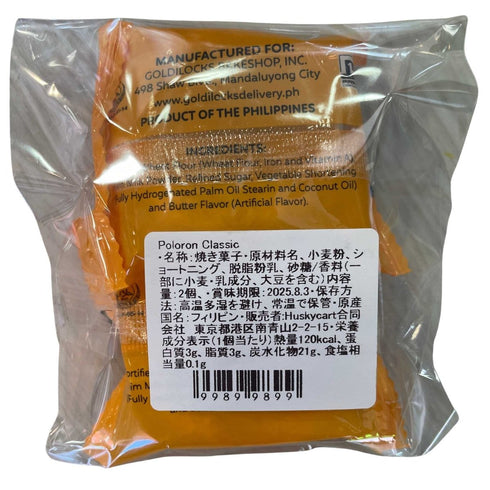 MANUFACTURED FOR:
GOLDILOCKS BAKESHOP, INC.
498 Shaw Blvd., Mandaluyong City
www.goldilocksdelivery.ph
PRODUCT OF THE PHILIPPINES
INGREDIENTS:
Flour (Wheat Flour, Iron and Vitamin A)
Milk Powder, Refined Sugar, Vegetable Shortening
Fully Hydrogenated Palm Oil Stearin and Coconut Oil)
and Butter Flavor (Artificial Flavor).
Poloron Classic
・名称:焼き菓子・原材料名、小麦粉、シ
ョートニング、脱脂粉乳、砂糖/香料(一
部に小麦・乳成分、大豆を含む)内容
量:2個、・賞味期限:2025.8.3・保存方
法:高温多湿を避け、常温で保管・原産
国:フィリピン・販売者:Huskycart合同
会社 東京都港区南青山2-2-15・栄養
成分表示(1個当たり)熱量120kcal、蛋
白質3g、脂質3g、炭水化物21g、食塩相
当量0.1g
9989989